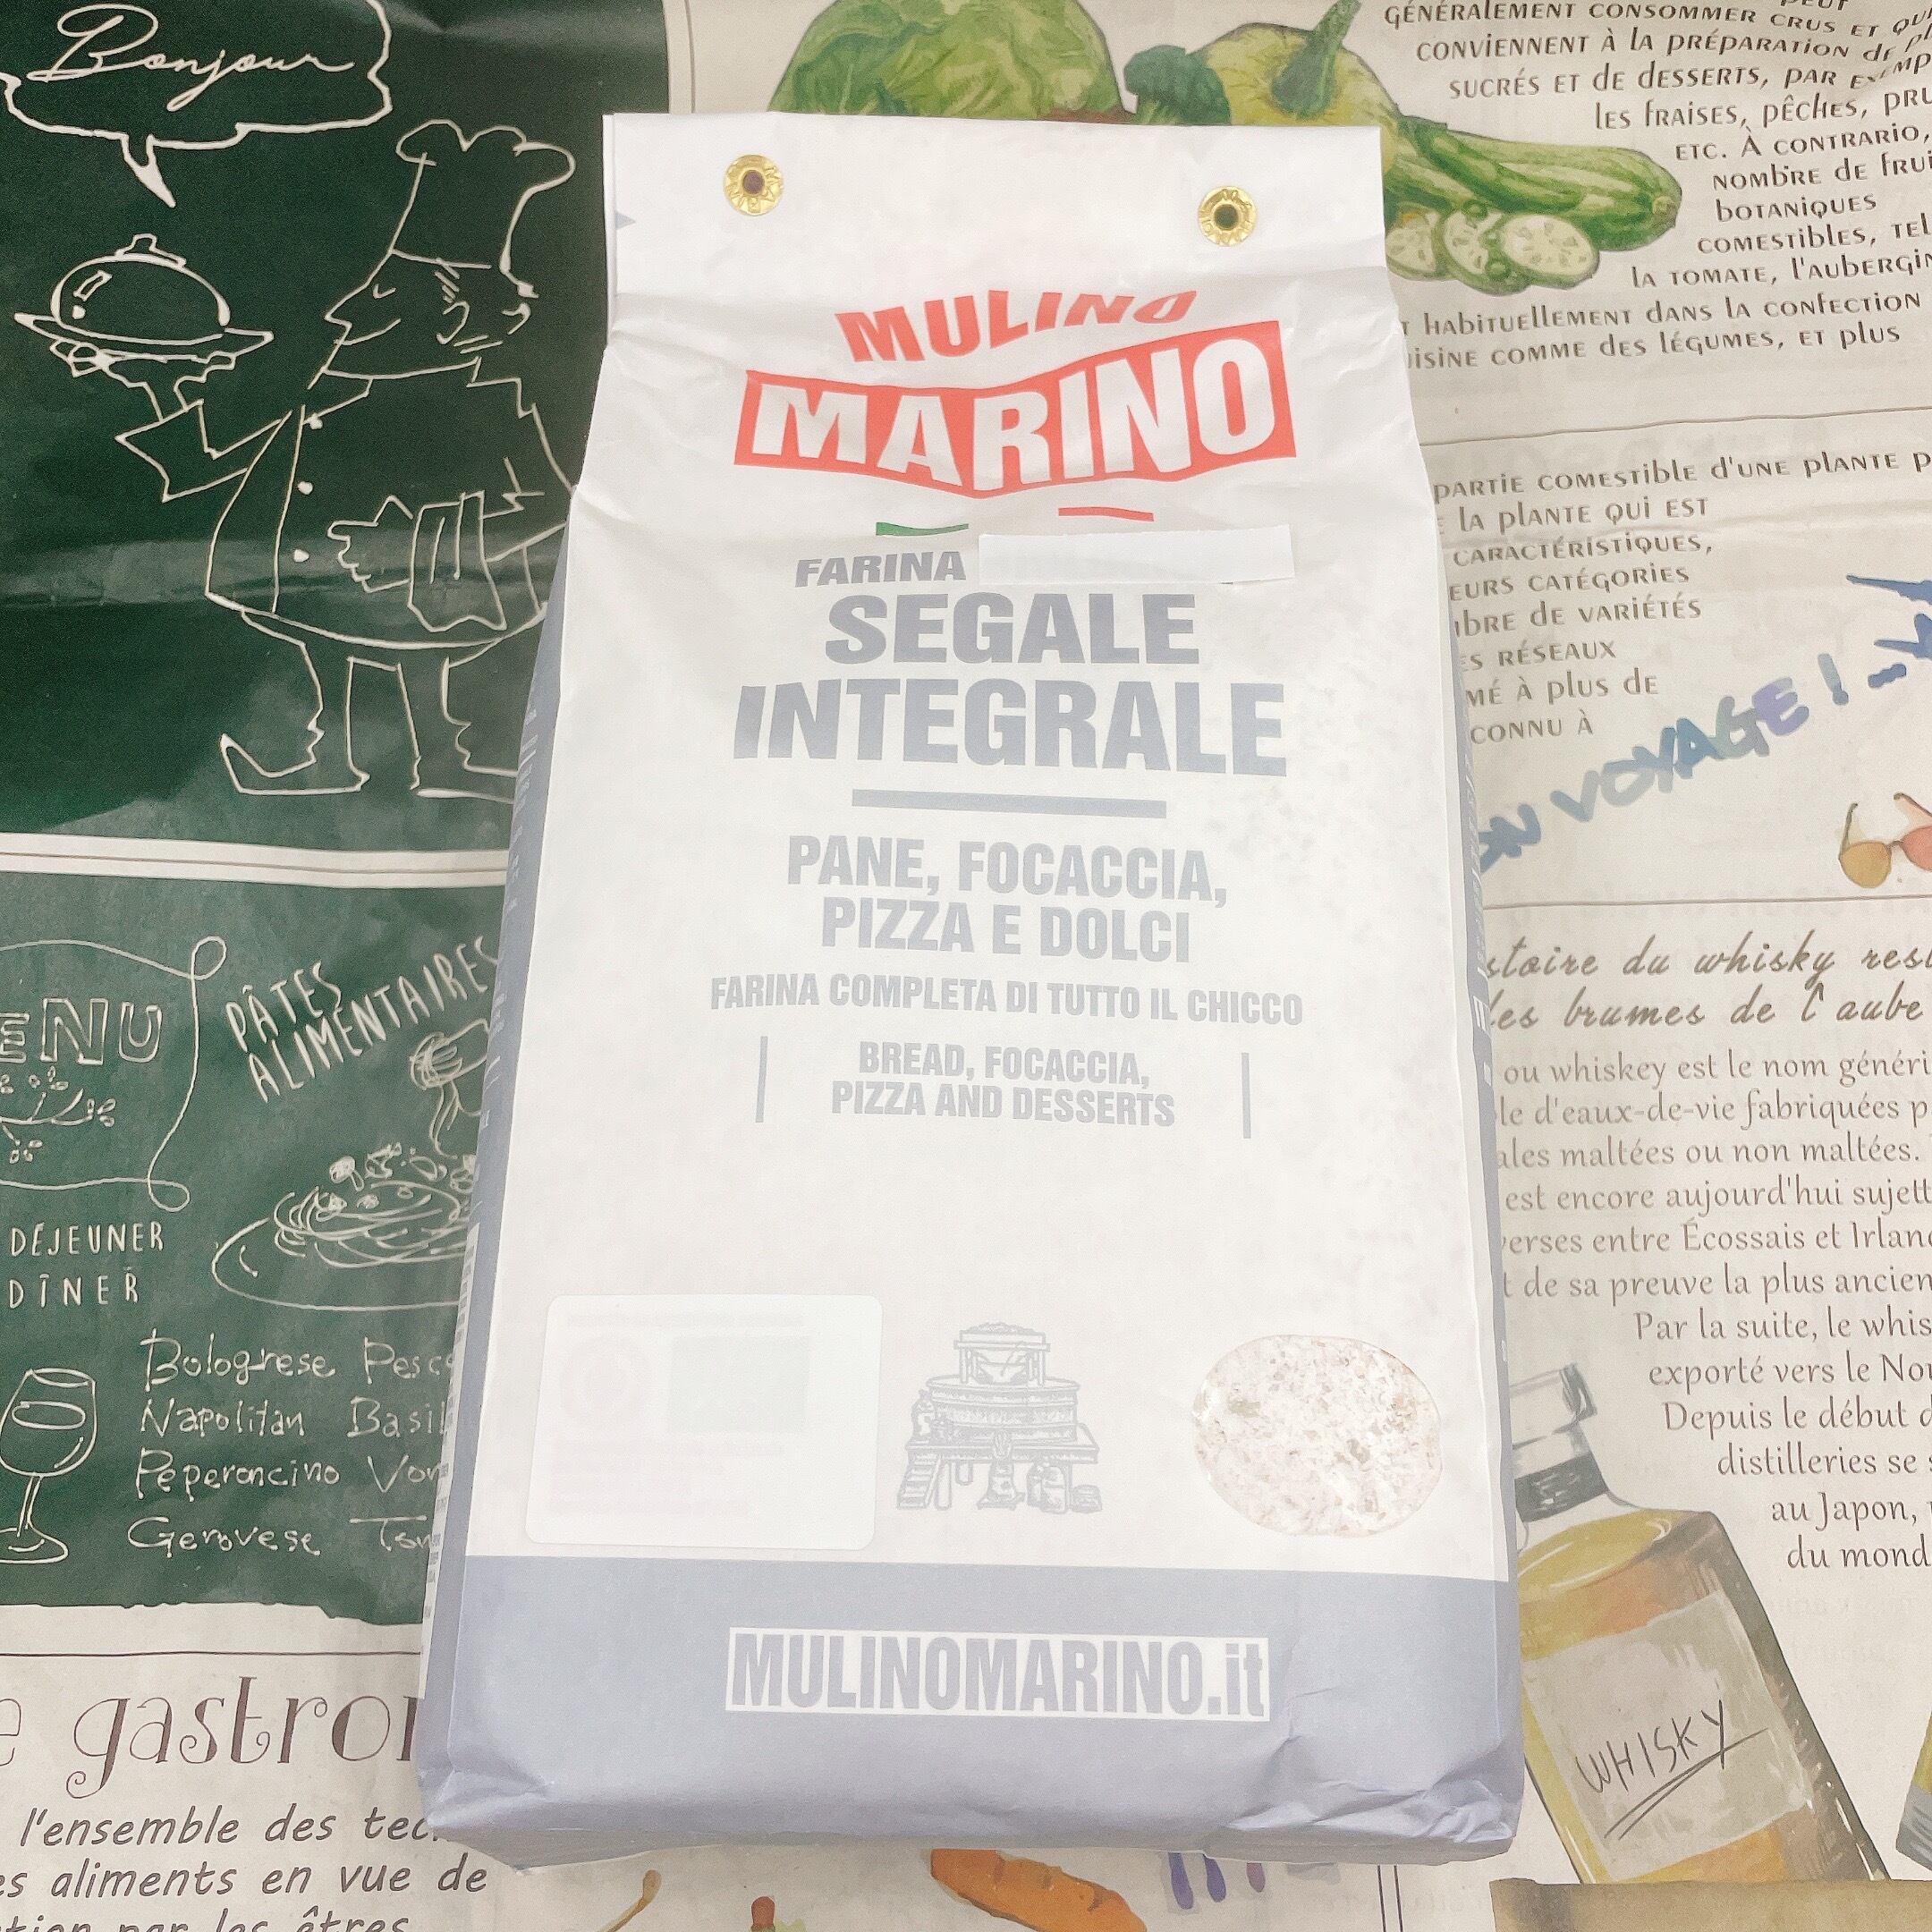 Bonjour
GÉNÉRALEMENT CONSOMMER CRUS ET
CONVIENNENT À LA PRÉPARATION DE
SUCRÉS ET DE DESSERTS, PAR
LES FRAISES, PÊCHES,
ETC. À CONTRARIO,
NOMBRE DE
BOTANIQUES
COMESTIBLES,
LA TOMATE,
HABITUELLEMENT DANS LA CONFECTION
COMME DES LÉGUMES, ET PLUS
MULINO
MARINO
FARINA
SEGALE
INTEGRALE
PANE, FOCACCIA,
PIZZA E DOLCI
FARINA COMPLETA DI TUTTO IL CHICCO
BREAD, FOCACCIA,
PIZZA AND DESSERTS
MULINOMARINO.it
PARTIE COMESTIBLE D'UNE PLANTE
LA PLANTE QUI EST
CARACTÉRISTIQUES,
CATÉGORIES
DE VARIÉTÉS
RÉSEAUX
À PLUS DE
CONNU À
VOYAGE!
du whisky
brumes de l'aube
ou whiskey est le nom
d'eaux-de-vie fabriquées
maltées ou non maltées.
est encore aujourd'hui
entre Écossais et
de sa preuve la plus
Par la suite, le
exporté vers le
Depuis le début
distilleries se
au Japon,
du
WHISKY
PÂTES
ALIMENTAIRES
DÉJEUNER
DÎNER
Bolognese
Napolitan
Peperoncino
Genovese
l'ensemble des
aliments en vue de
par les êtres